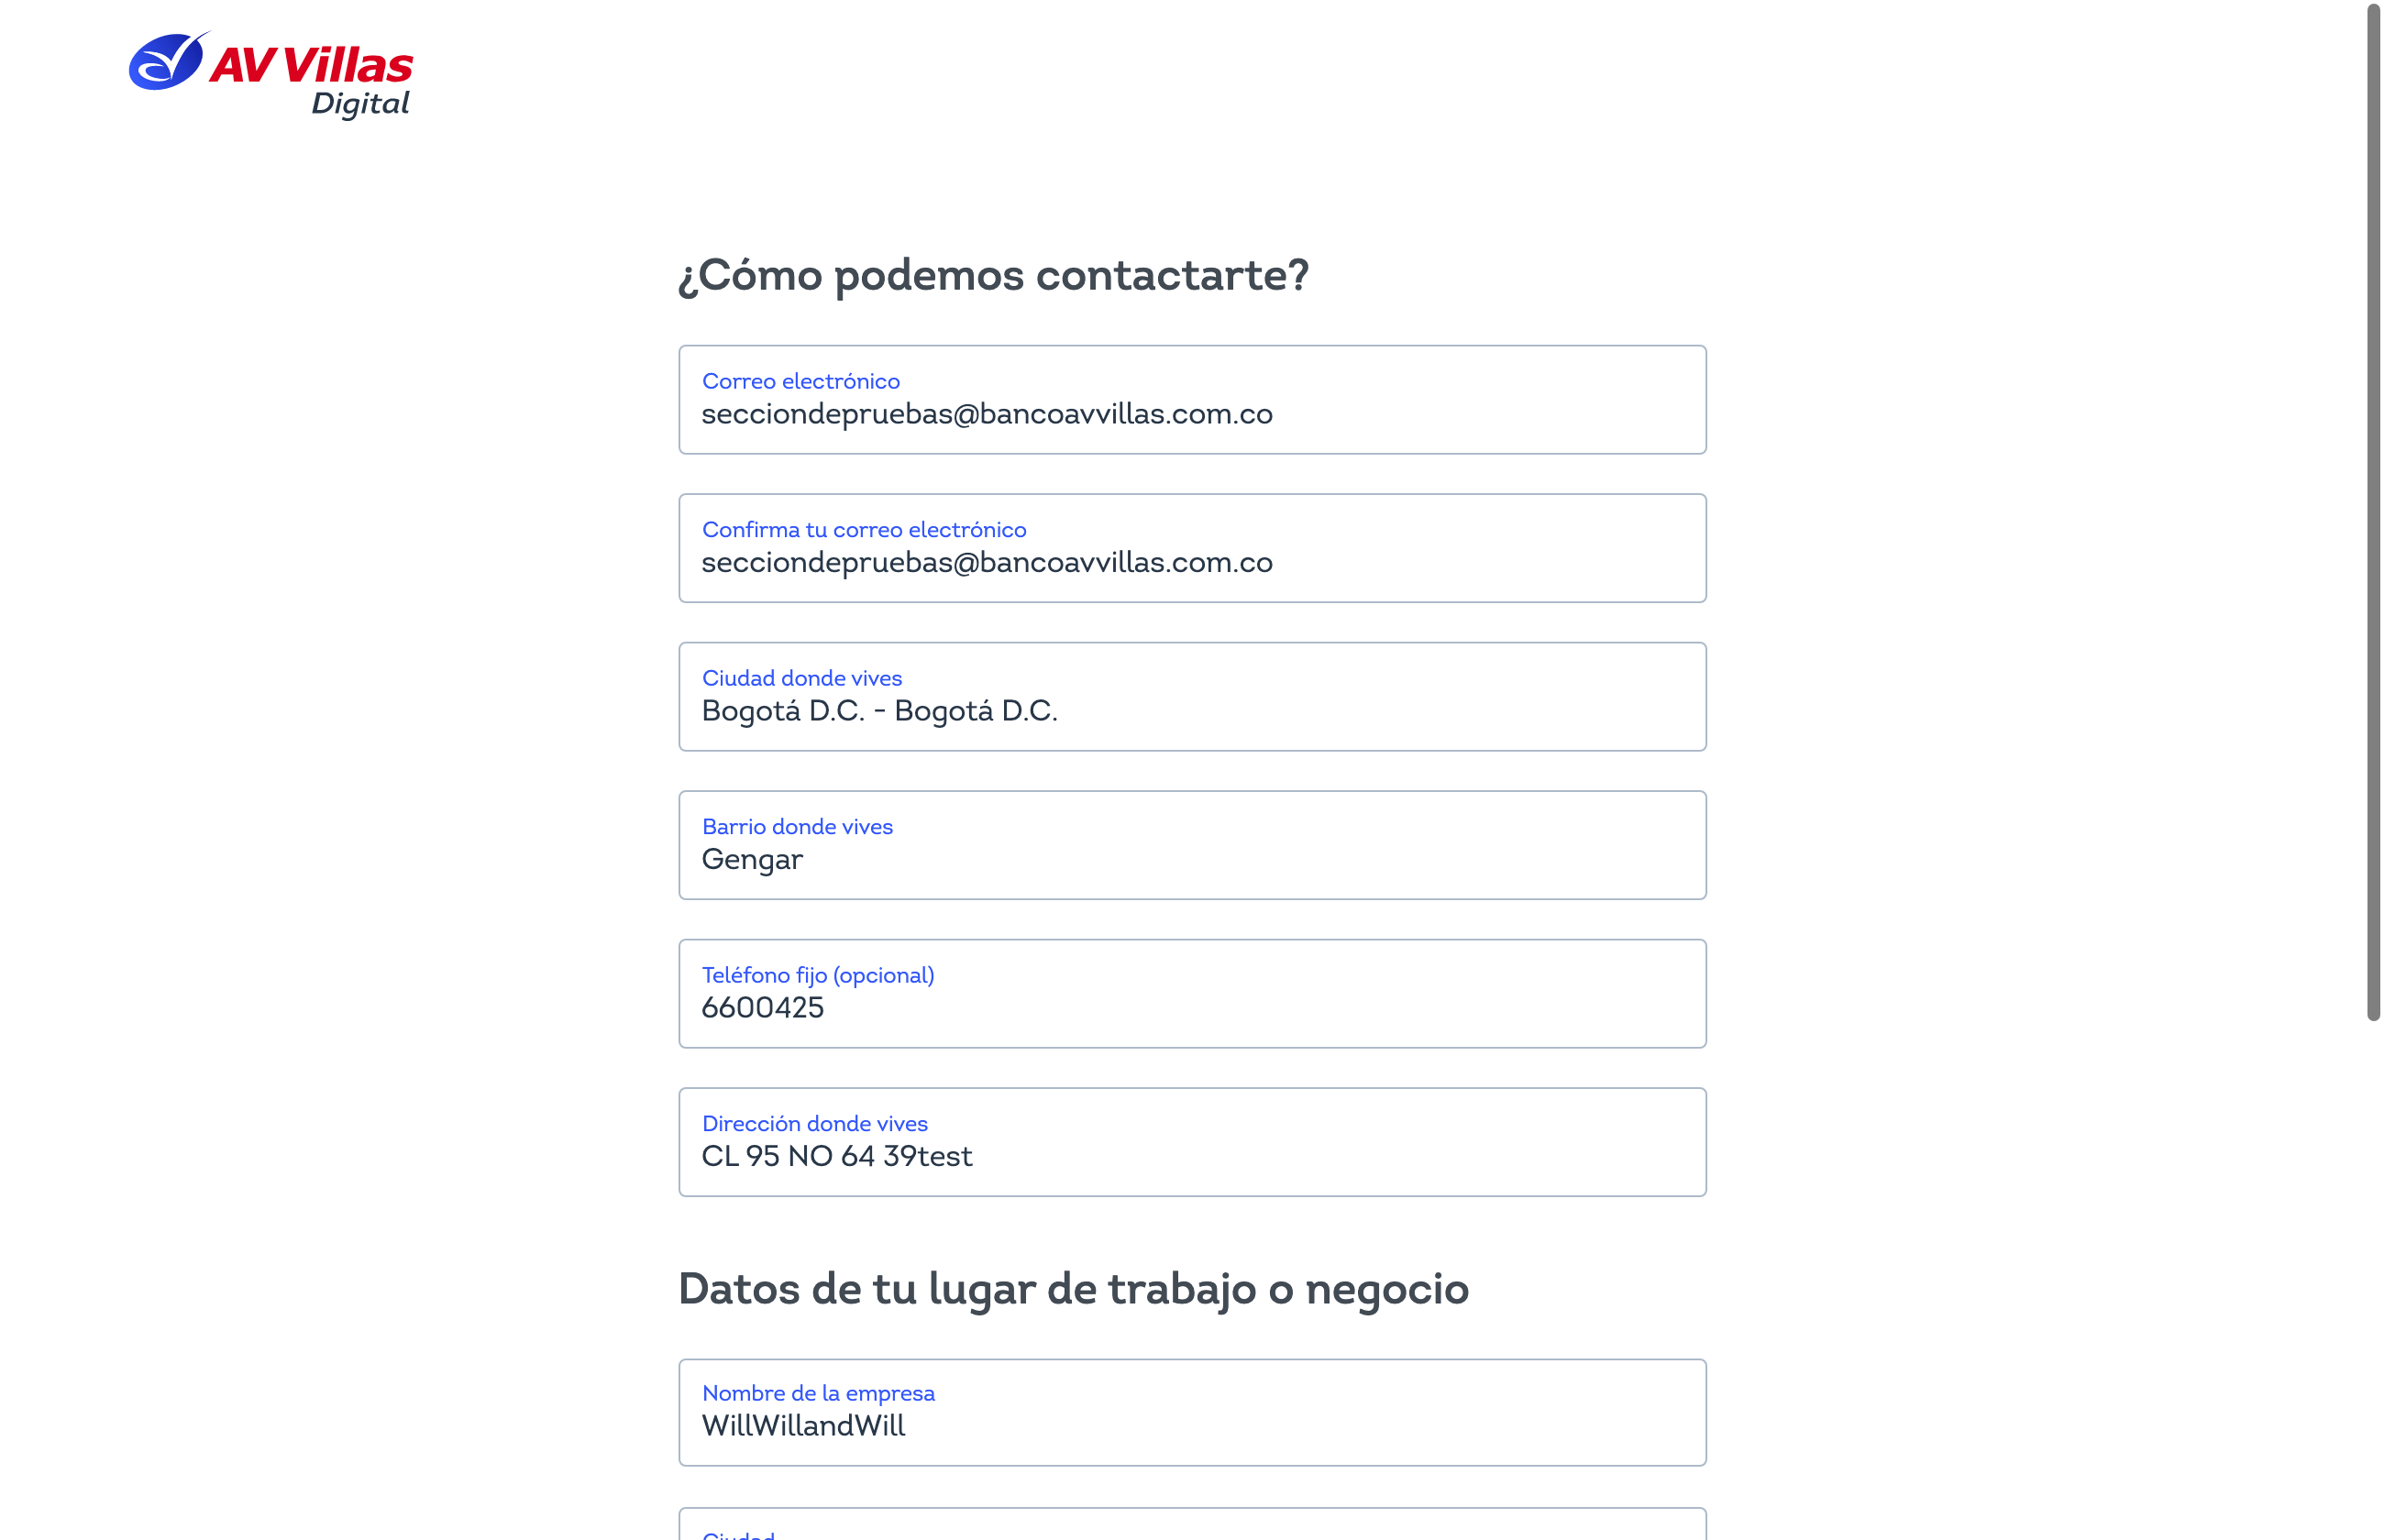 AV Villas
Digital
¿Cómo podemos contactarte?
Correo electrónico
secciondepruebas@bancoavvillas.com.co
Confirma tu correo electrónico
secciondepruebas@bancoavvillas.com.co
Ciudad donde vives
Bogotá D.C. - Bogotá D.C.
Barrio donde vives
Gengar
Teléfono fijo (opcional)
6600425
Dirección donde vives
CL 95 NO 64 39test
Datos de tu lugar de trabajo o negocio
Nombre de la empresa
WillWillandWill
Ciudad